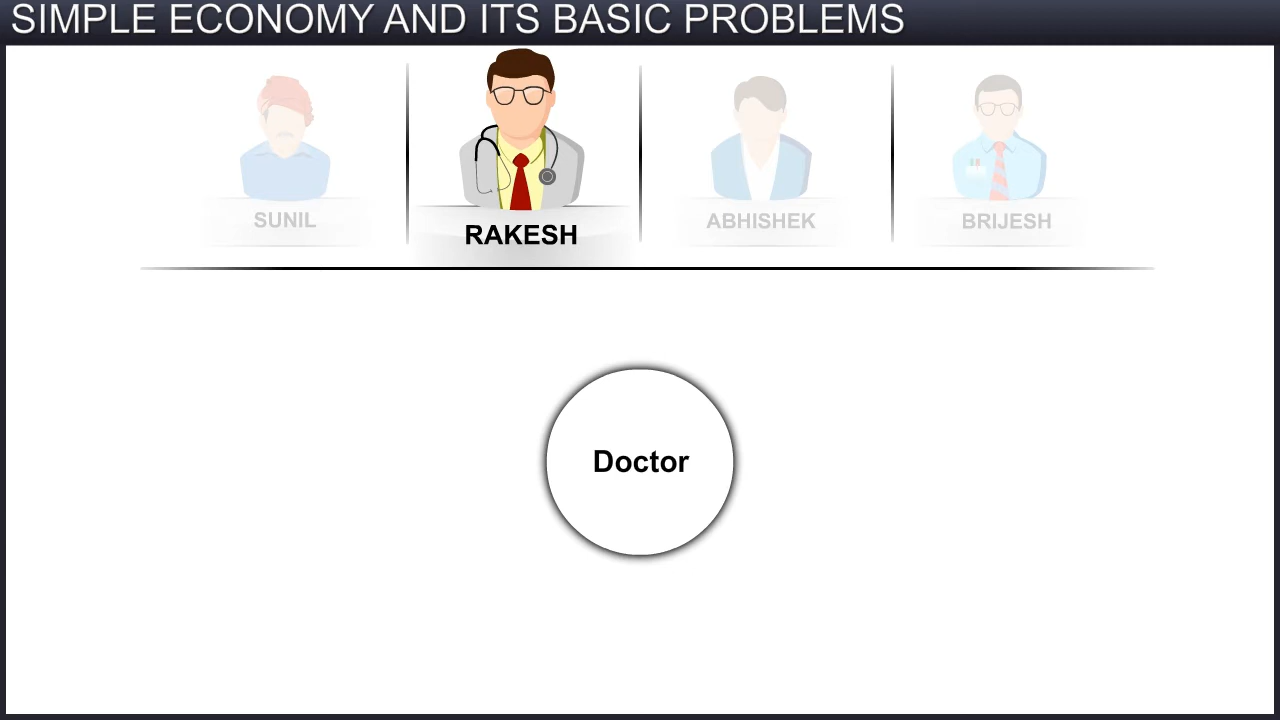 SIMPLE ECONOMY AND ITS BASIC PROBLEMS
SUNIL
RAKESH
ABHISHEK
BRIJESH
Doctor